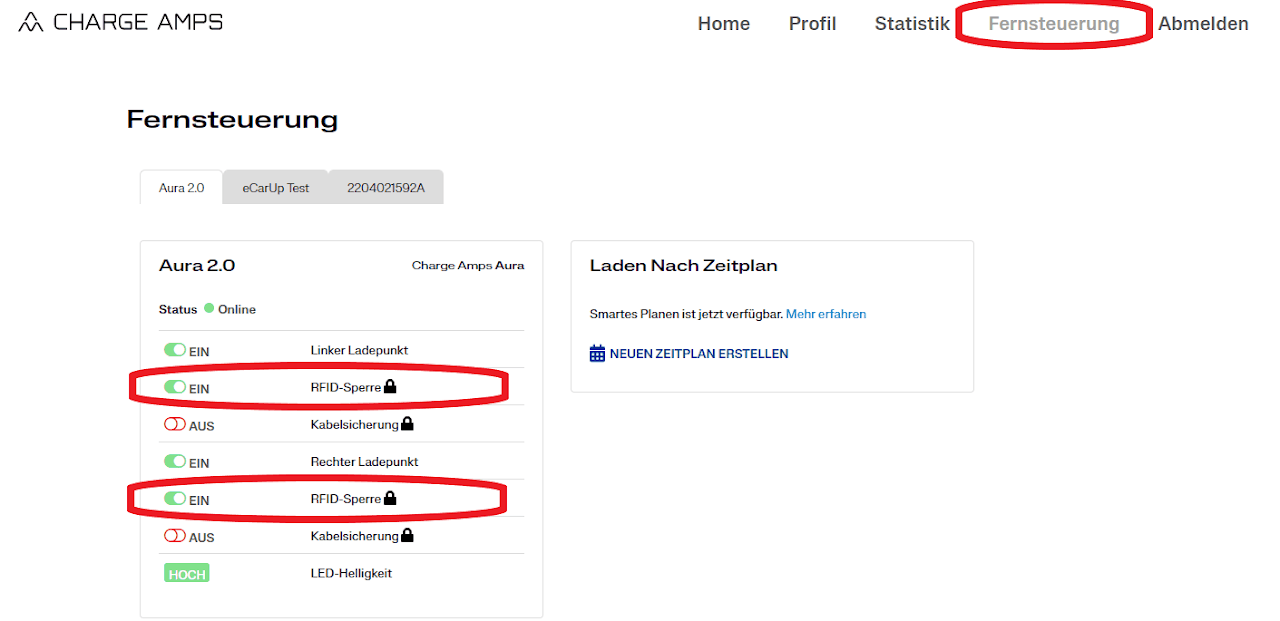 CHARGE AMPS Home Profil Statistik Fernsteuerung Abmelden
Fernsteuerung
Aura 2.0 eCarUp Test 2204021592A
Aura 2.0 Charge Amps Aura
Status Online
EIN Linker Ladepunkt
EIN RFID-Sperre
AUS Kabelsicherung
EIN Rechter Ladepunkt
EIN RFID-Sperre
AUS Kabelsicherung
HOCH LED-Helligkeit
Laden Nach Zeitplan
Smartes Planen ist jetzt verfügbar. Mehr erfahren
NEUEN ZEITPLAN ERSTELLEN